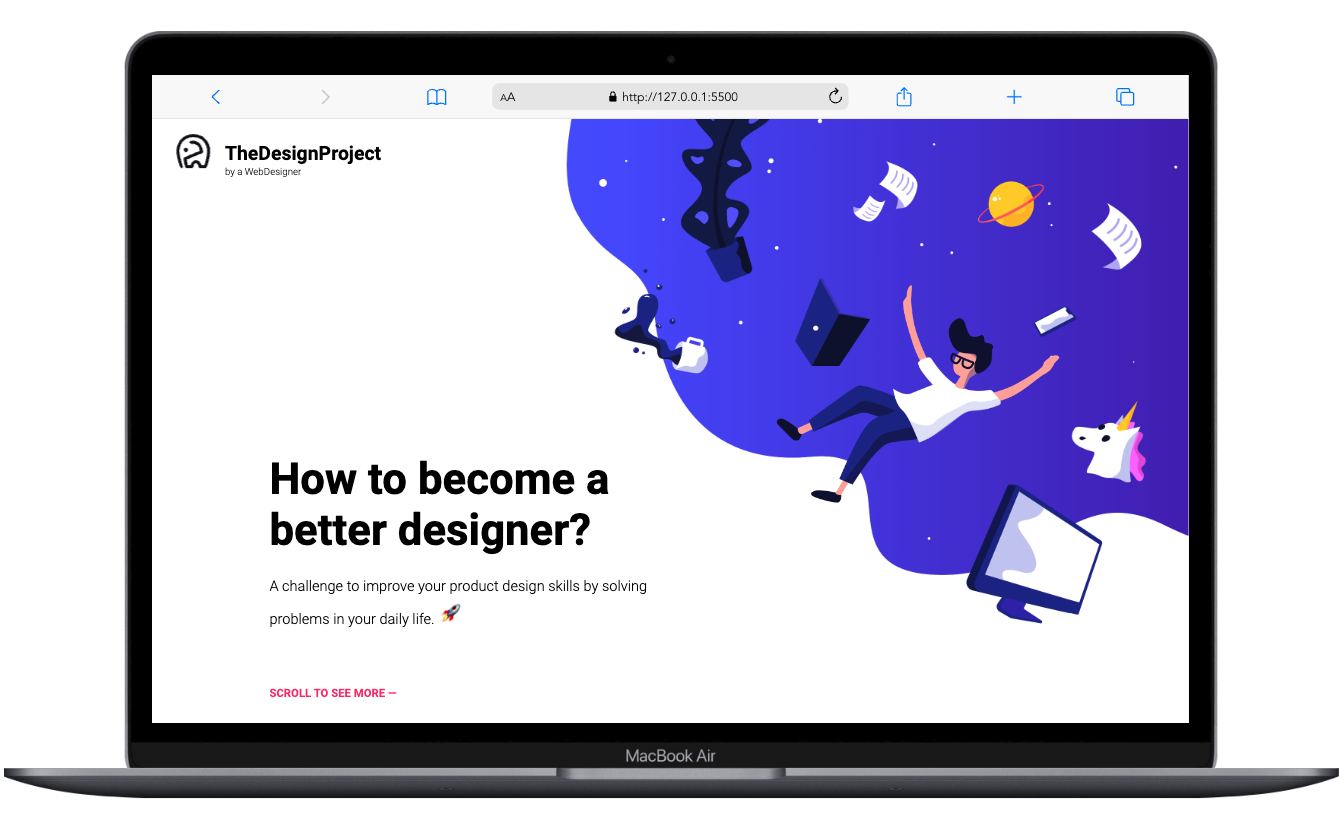 AA
http://127.0.0.1:5500
TheDesignProject
by a WebDesigner
How to become a
better designer?
A challenge to improve your product design skills by solving
problems in your daily life. 🚀
SCROLL TO SEE MORE —
MacBook Air